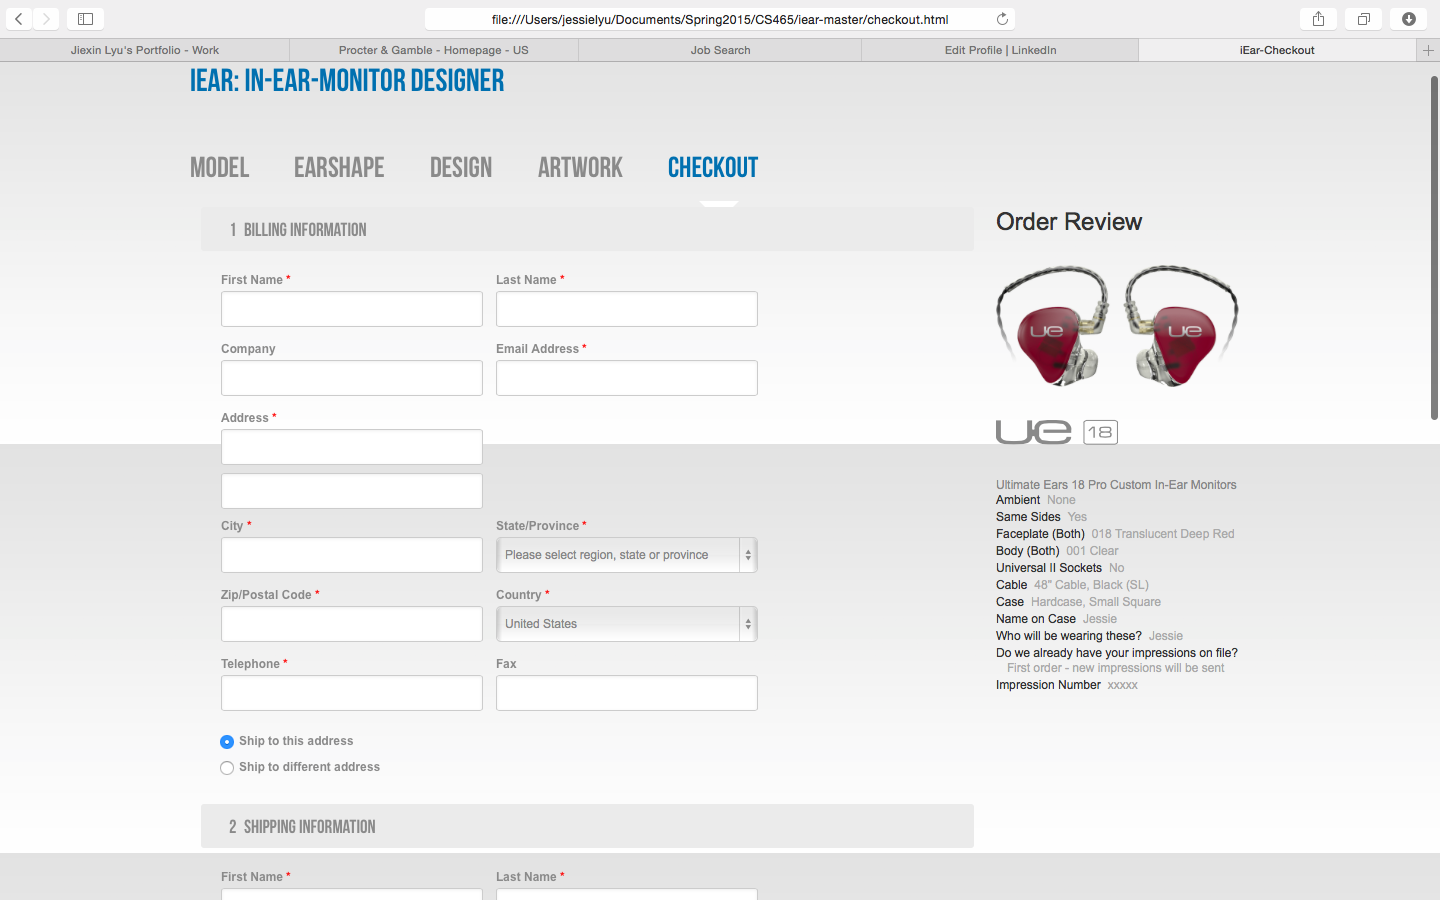 file:///Users/jessielyu/Documents/Spring2015/CS465/iear-master/checkout.html
Jiexin Lyu's Portfolio - Work
Procter & Gamble - Homepage - US
Job Search
Edit Profile | LinkedIn
iEar-Checkout
IEAR: IN-EAR-MONITOR DESIGNER
MODEL EARSHAPE DESIGN ARTWORK CHECKOUT
1 BILLING INFORMATION
First Name * Last Name *
Company Email Address *
Address *
City * State/Province *
Please select region, state or province
Zip/Postal Code * Country *
United States
Telephone * Fax
Ship to this address
Ship to different address
2 SHIPPING INFORMATION
First Name * Last Name *
Order Review
ue ue
ue 18
Ultimate Ears 18 Pro Custom In-Ear Monitors
Ambient None
Same Sides Yes
Faceplate (Both) 018 Translucent Deep Red
Body (Both) 001 Clear
Universal II Sockets No
Cable 48" Cable, Black (SL)
Case Hardcase, Small Square
Name on Case Jessie
Who will be wearing these? Jessie
Do we already have your impressions on file?
First order - new impressions will be sent
Impression Number xxxxx